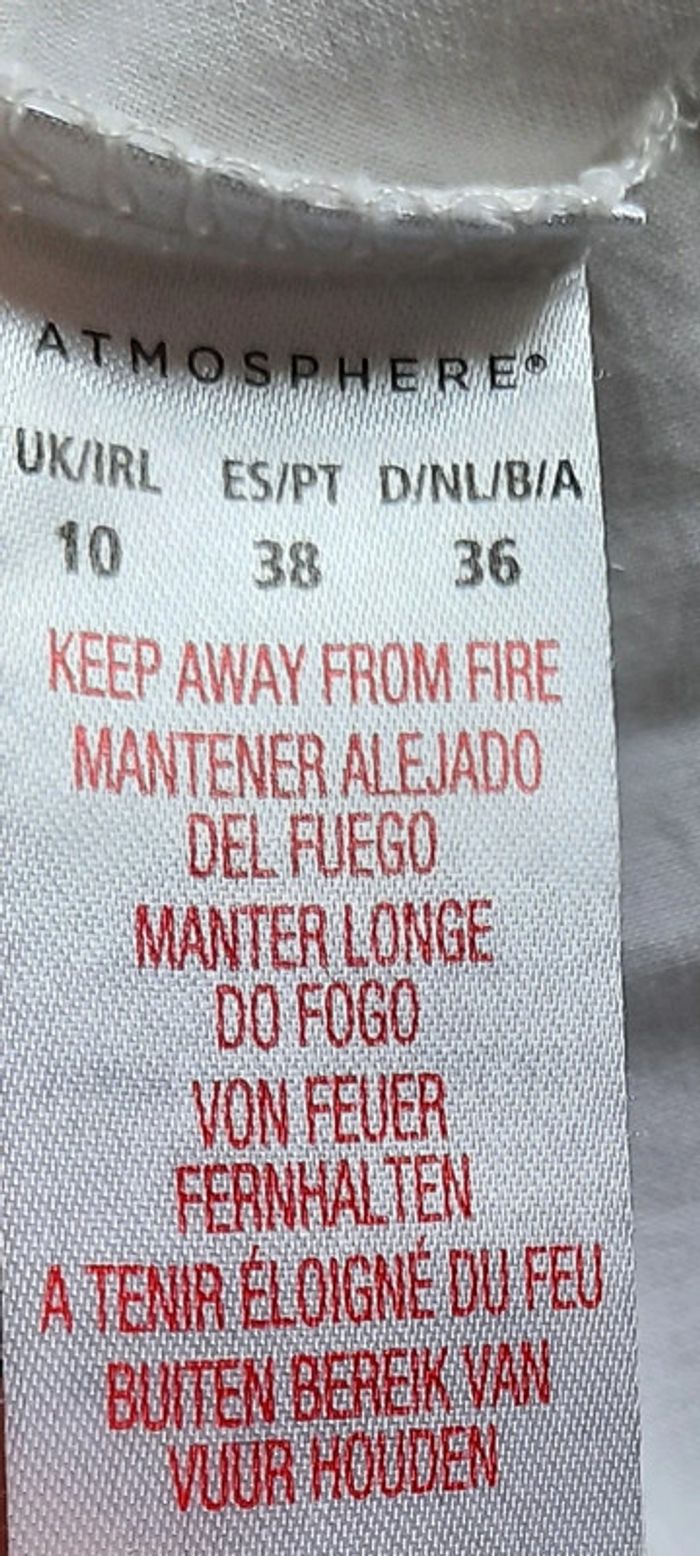 ATMOSPHERE®
UK/IRL ES/PT D/NL/B/A
10 38 36
KEEP AWAY FROM FIRE
MANTENER ALEJADO
DEL FUEGO
MANTER LONGE
DO FOGO
VON FEUER
FERNHALTEN
A TENIR ÉLOIGNÉ DU FEU
BUITEN BEREIK VAN
VUUR HOUDEN